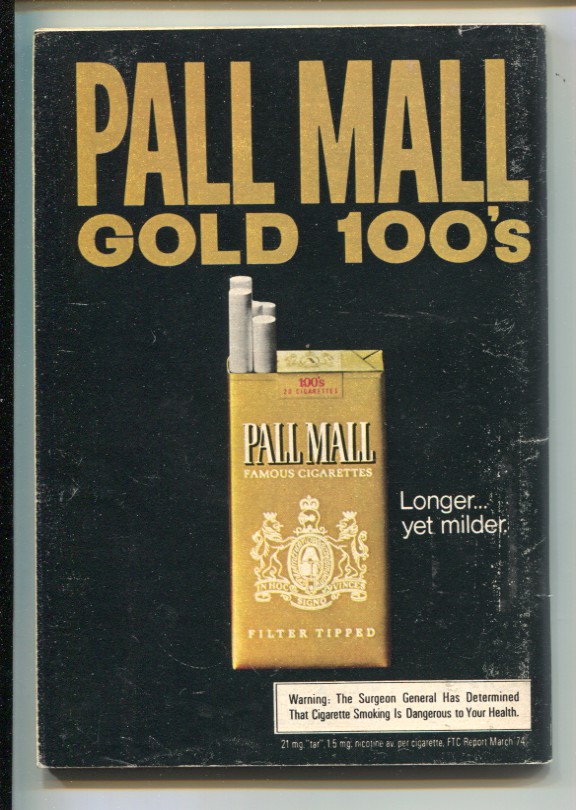 PALL MALL
GOLD 100's
100's
20 CIGARETTES
PALL MALL
FAMOUS CIGARETTES
Longer...
yet milder.
IN HOC
SIGNO
VINCES
FILTER TIPPED
Warning: The Surgeon General Has Determined
That Cigarette Smoking Is Dangerous to Your Health.
21 mg. "tar", 1.5 mg. nicotine av. per cigarette, FTC Report March '74